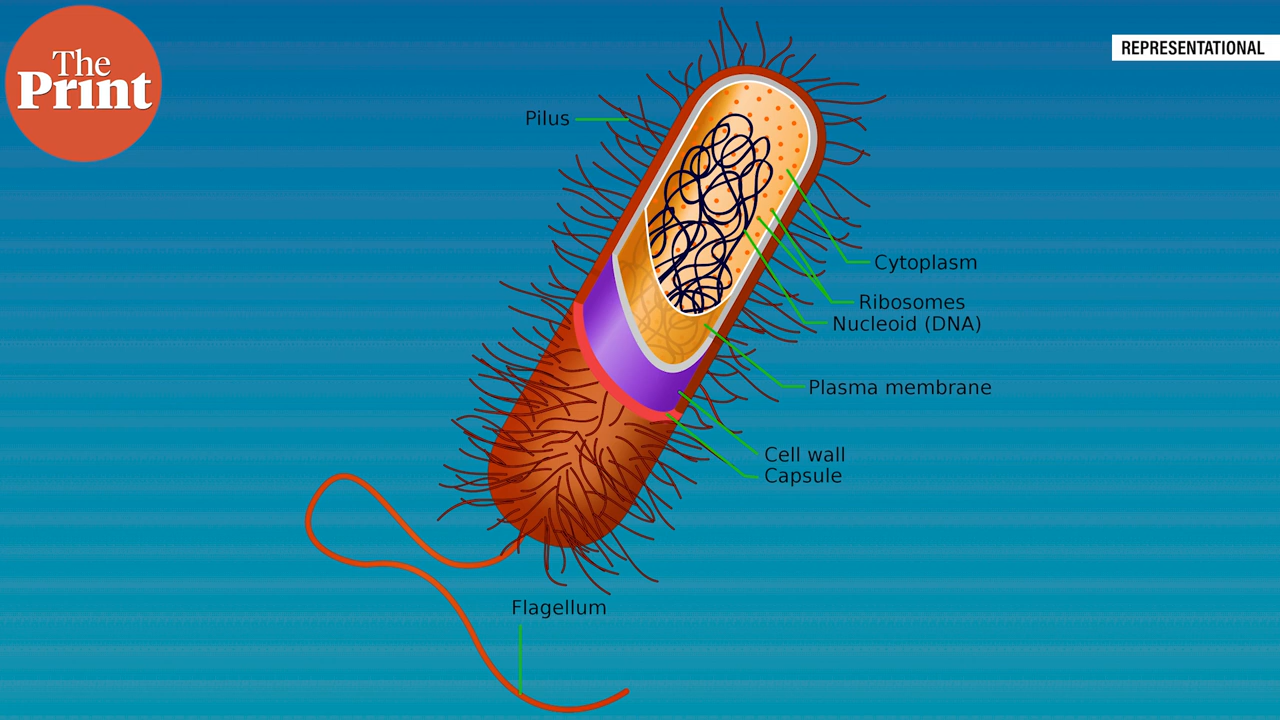 The
Print
REPRESENTATIONAL
Pilus
Cytoplasm
Ribosomes
Nucleoid (DNA)
Plasma membrane
Cell wall
Capsule
Flagellum